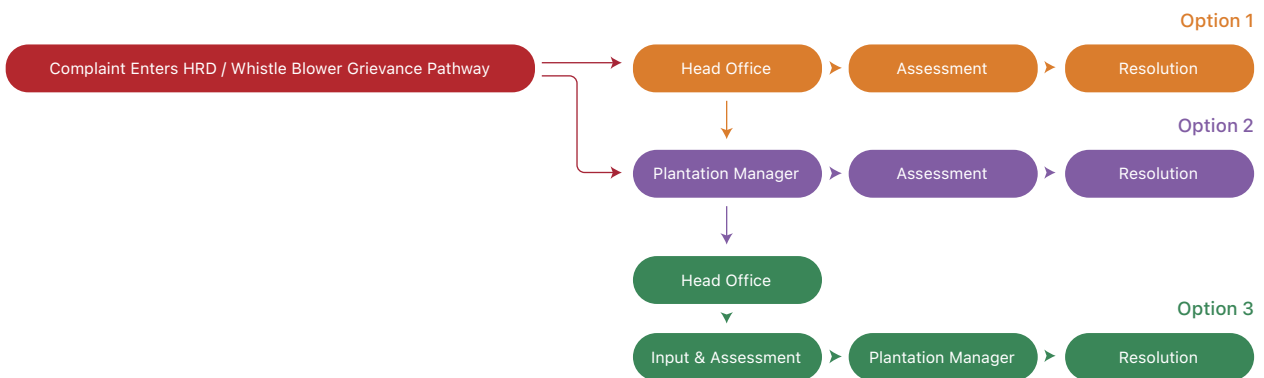 Option 1
Complaint Enters HRD / Whistle Blower Grievance Pathway
Head Office
Assessment
Resolution
Option 2
Plantation Manager
Assessment
Resolution
Head Office
Option 3
Input & Assessment
Plantation Manager
Resolution